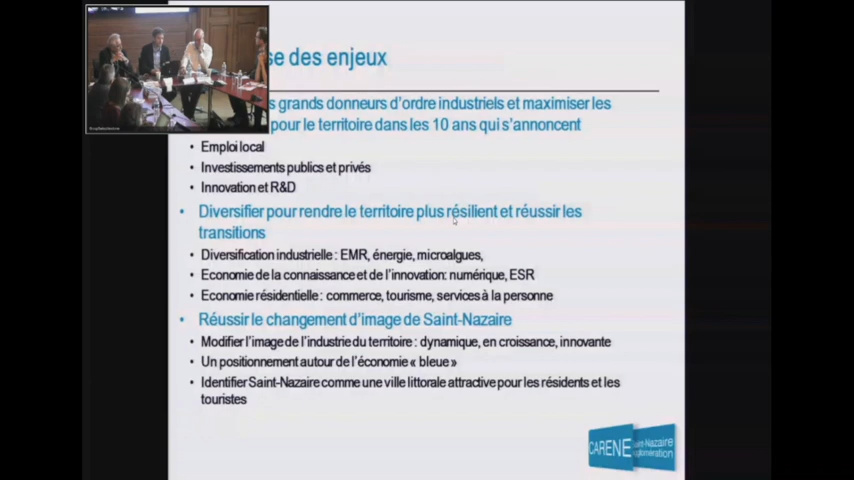 se des enjeux
s grands donneurs d'ordre industriels et maximiser les
pour le territoire dans les 10 ans qui s'annoncent
• Emploi local
• Investissements publics et privés
• Innovation et R&D
• Diversifier pour rendre le territoire plus résilient et réussir les
transitions
• Diversification industrielle : EMR, énergie, microalgues,
• Economie de la connaissance et de l'innovation: numérique, ESR
• Economie résidentielle : commerce, tourisme, services à la personne
• Réussir le changement d'image de Saint-Nazaire
• Modifier l'image de l'industrie du territoire : dynamique, en croissance, innovante
• Un positionnement autour de l'économie « bleue »
• Identifier Saint-Nazaire comme une ville littorale attractive pour les résidents et les
touristes
CARENE Saint-Nazaire
agglomération